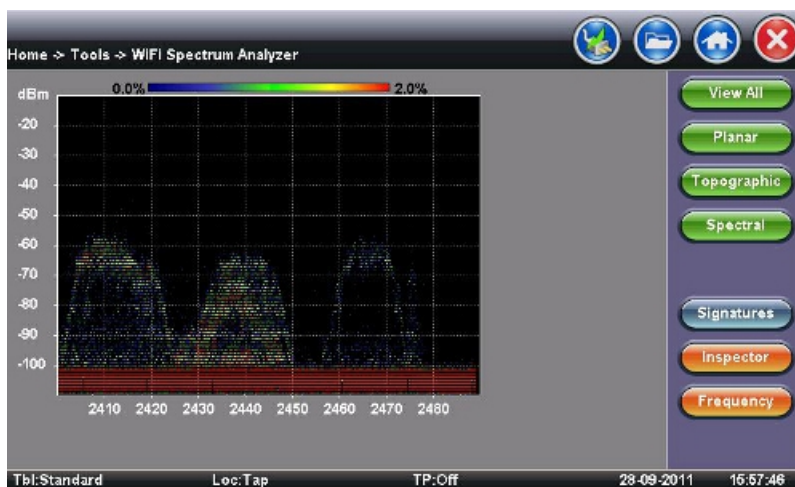 Home -> Tools -> WIFI Spectrum Analyzer
dBm
0.0%
2.0%
-20
-30
-40
-50
-60
-70
-80
-90
-100
2410 2420 2430 2440 2450 2460 2470 2480
View All
Planar
Topographic
Spectral
Signatures
Inspector
Frequency
Tbl:Standard Loc:Tap TP:Off 28-09-2011 15:57:46